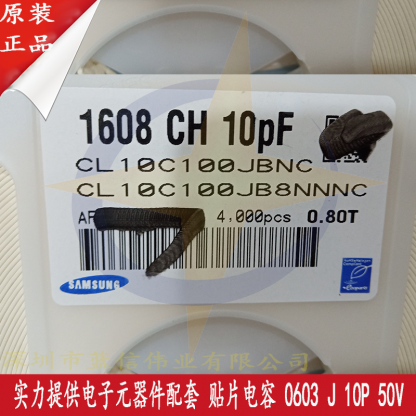 原装
正品
1608 CH 10pF
CL10C100JBNC
CL10C100JB8NNNC
4,000pcs 0.80T
SAMSUNG
实力提供电子元器件配套 贴片电容 0603 J 10P 50V